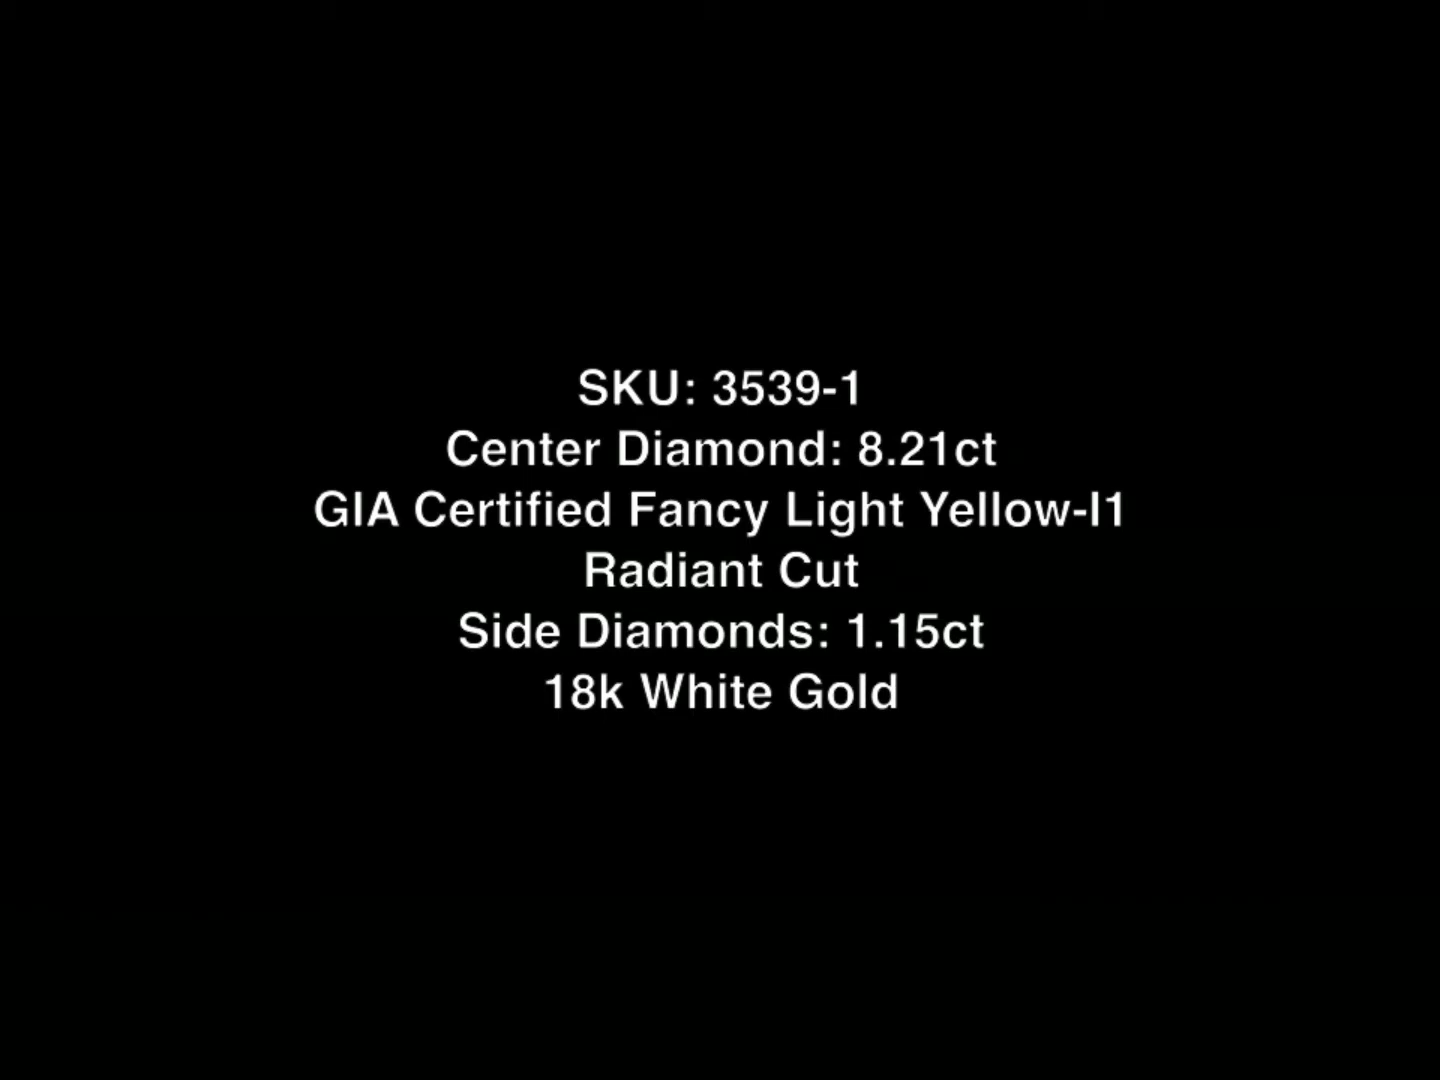 SKU: 3539-1
Center Diamond: 8.21ct
GIA Certified Fancy Light Yellow-I1
Radiant Cut
Side Diamonds: 1.15ct
18k White Gold